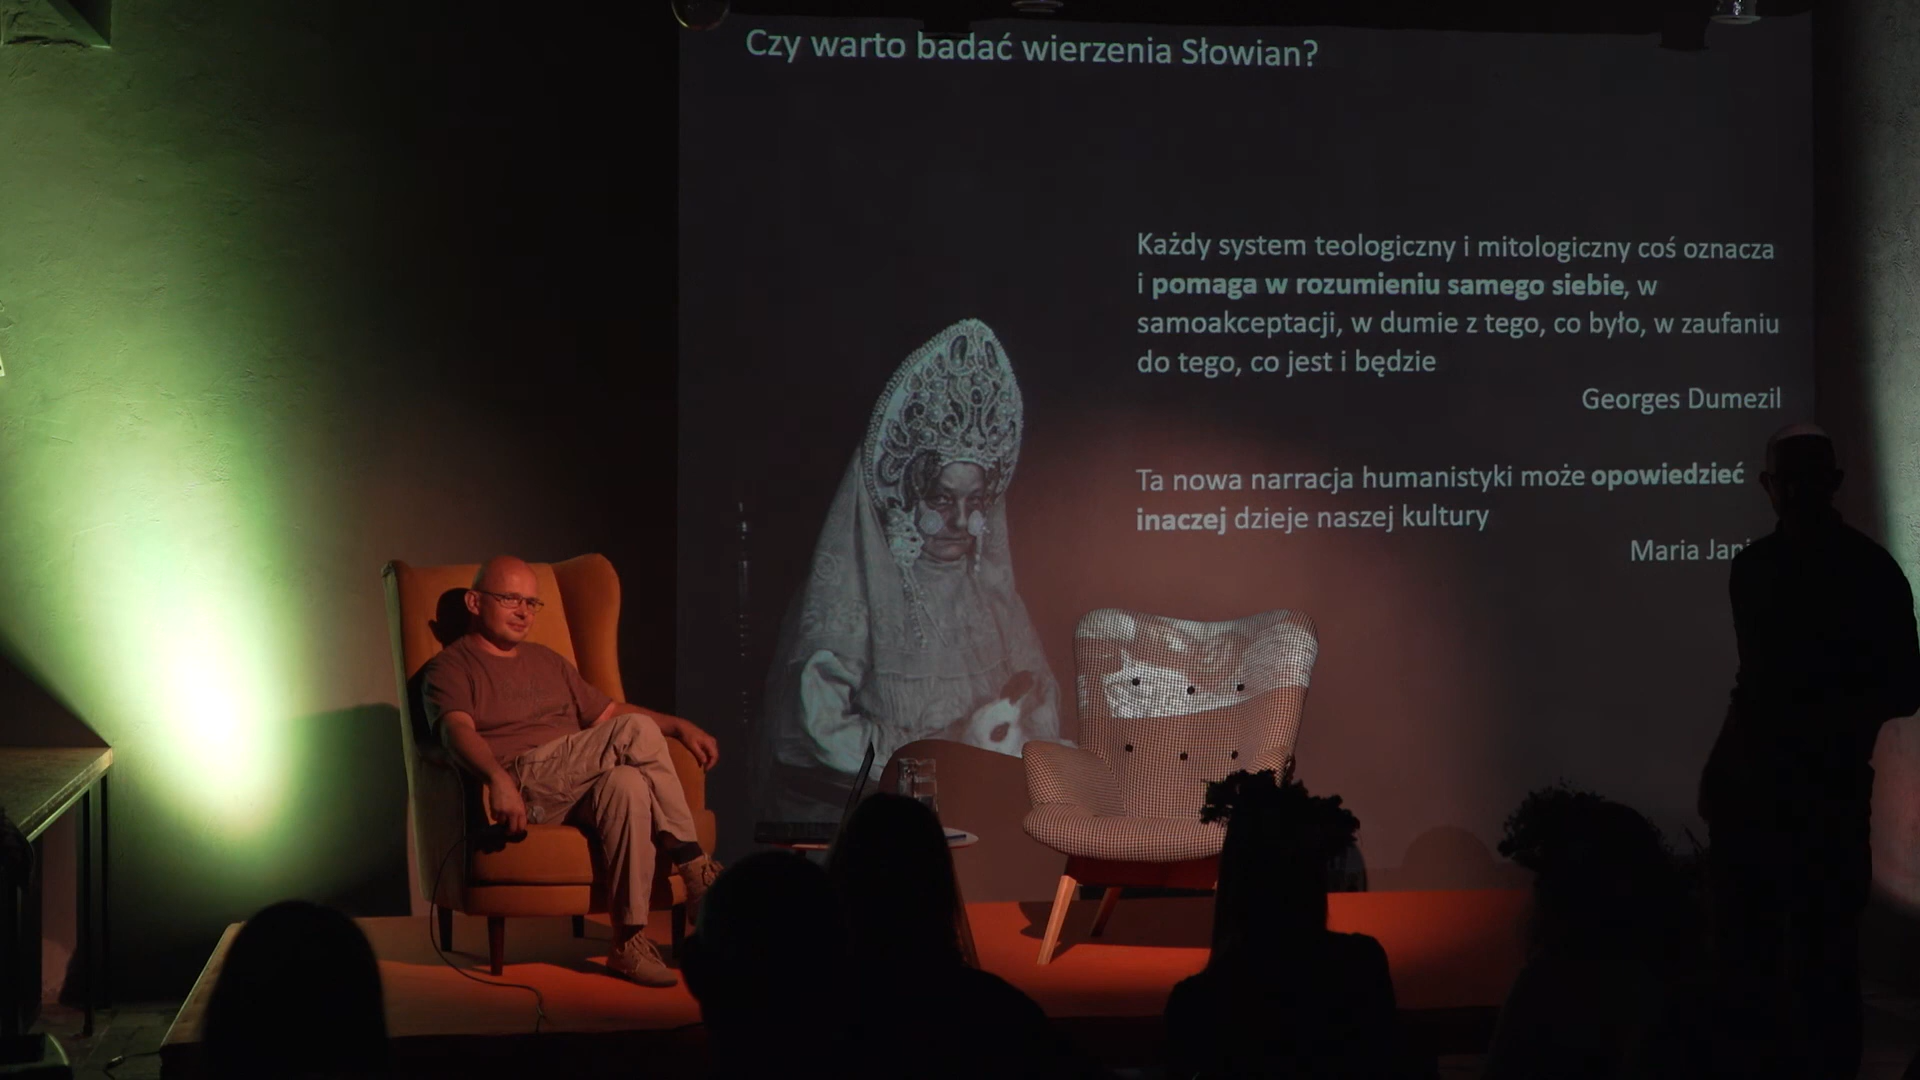 Czy warto badać wierzenia Słowian?
Każdy system teologiczny i mitologiczny coś oznacza
i pomaga w rozumieniu samego siebie, w
samoakceptacji, w dumie z tego, co było, w zaufaniu
do tego, co jest i będzie
Georges Dumezil
Ta nowa narracja humanistyki może opowiedzieć
inaczej dzieje naszej kultury
Maria